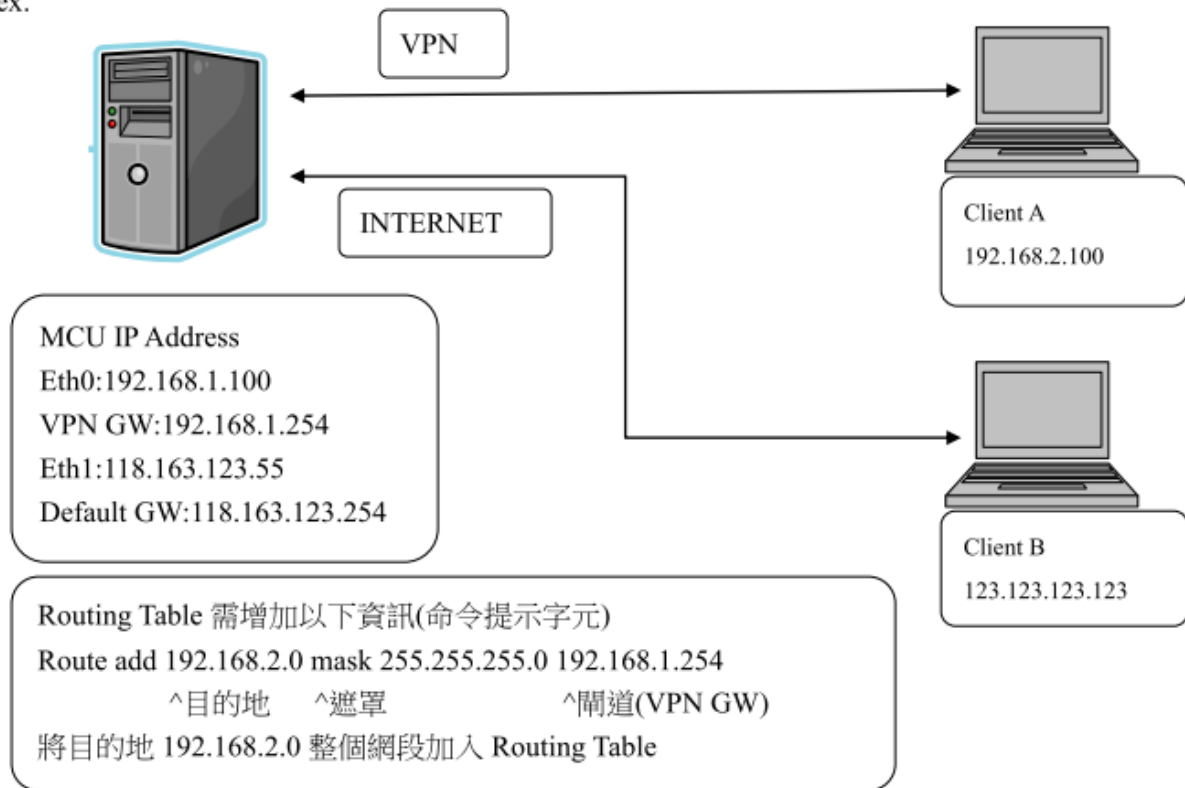 ex.
VPN
INTERNET
Client A
192.168.2.100
MCU IP Address
Eth0:192.168.1.100
VPN GW:192.168.1.254
Eth1:118.163.123.55
Default GW:118.163.123.254
Client B
123.123.123.123
Routing Table 需增加以下資訊(命令提示字元)
Route add 192.168.2.0 mask 255.255.255.0 192.168.1.254
^目的地 ^遮罩 ^閘道(VPN GW)
將目的地 192.168.2.0 整個網段加入 Routing Table